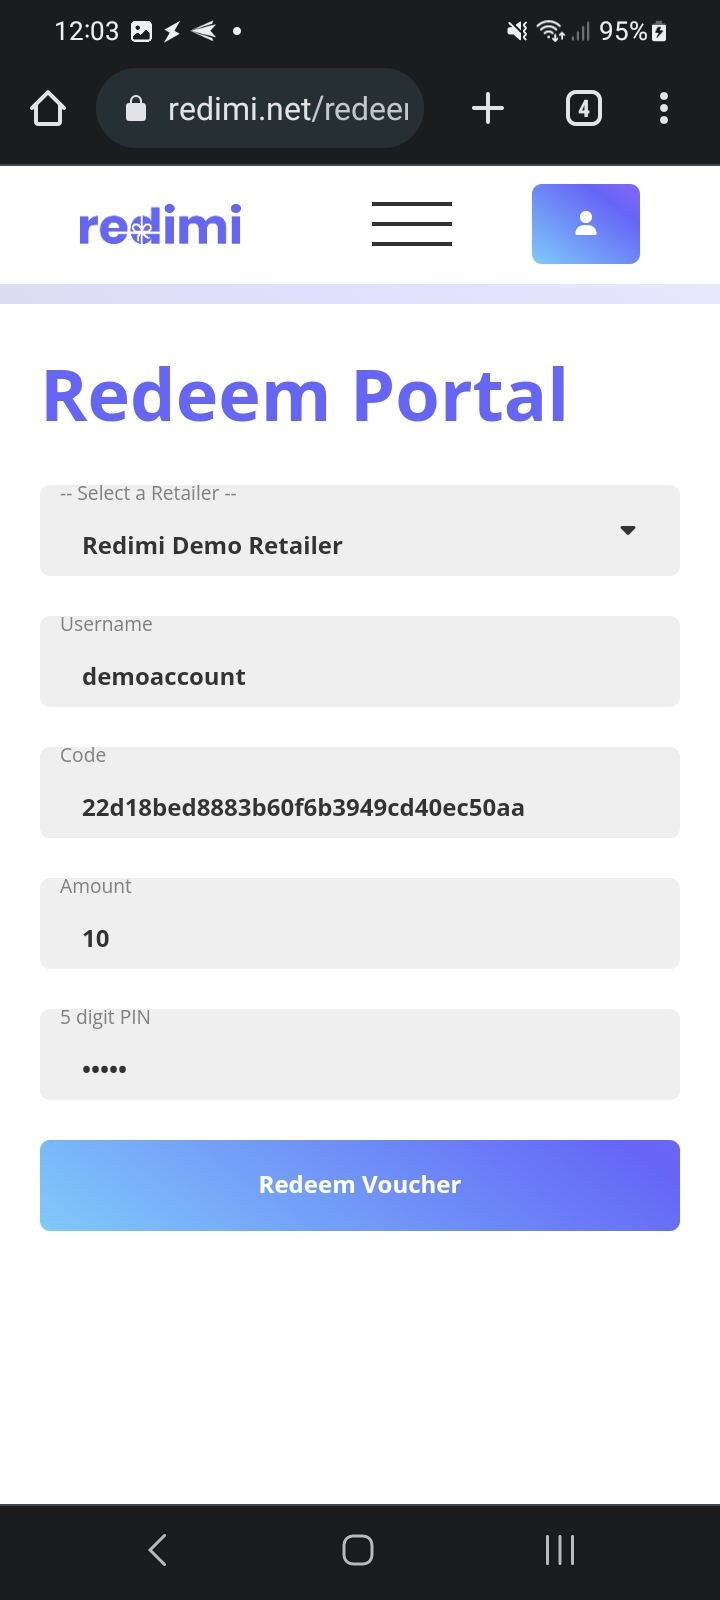 12:03
95%
redimi.net/redeer
4
redimi
Redeem Portal
-- Select a Retailer --
Redimi Demo Retailer
Username
demoaccount
Code
22d18bed8883b60f6b3949cd40ec50aa
Amount
10
5 digit PIN
•••••
Redeem Voucher